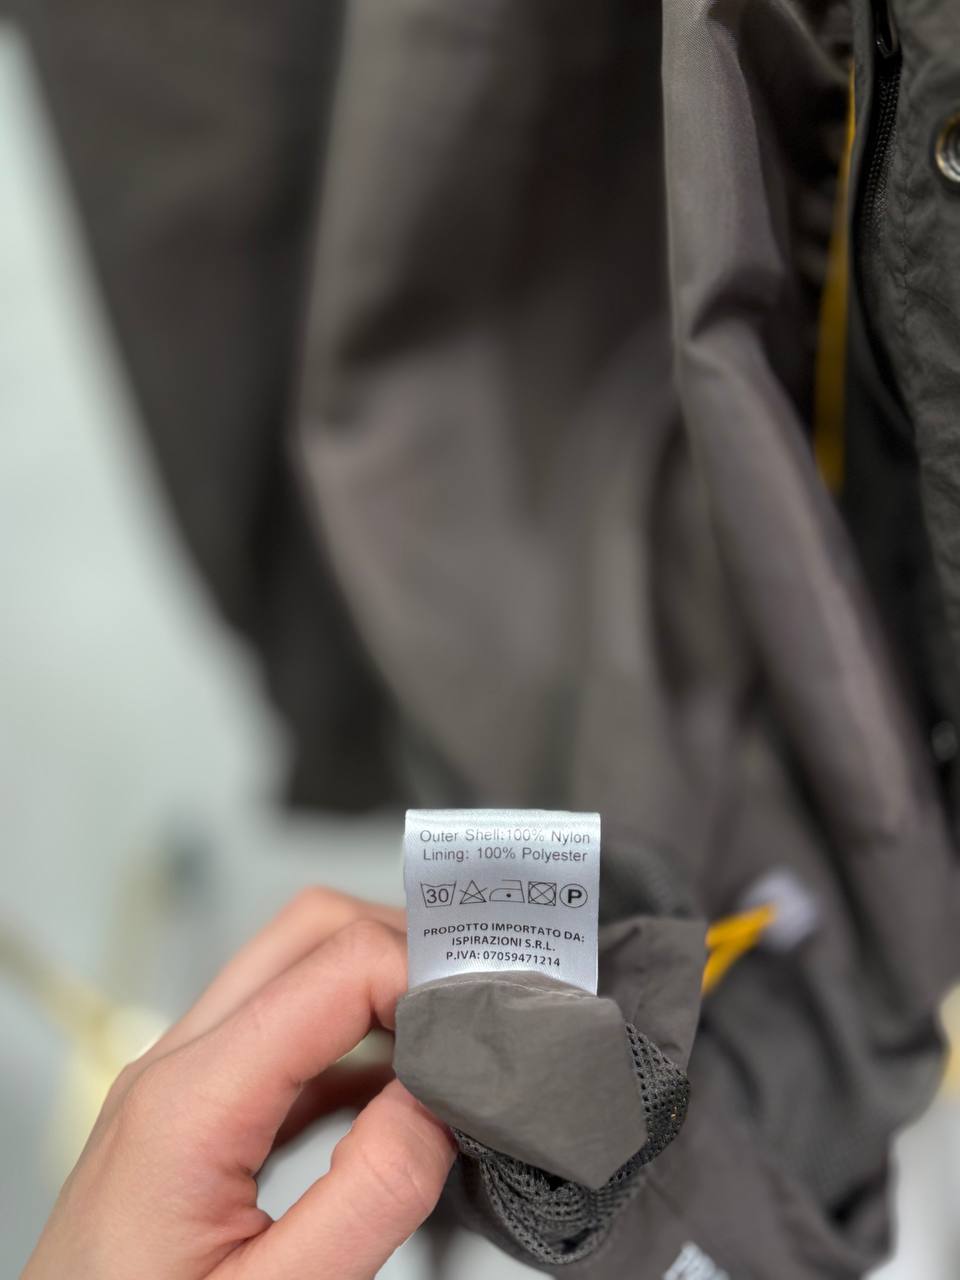 Outer Shell:100% Nylon
Lining: 100% Polyester
30 P
PRODOTTO IMPORTATO DA:
ISPIRAZIONI S.R.L.
P.IVA: 07059471214